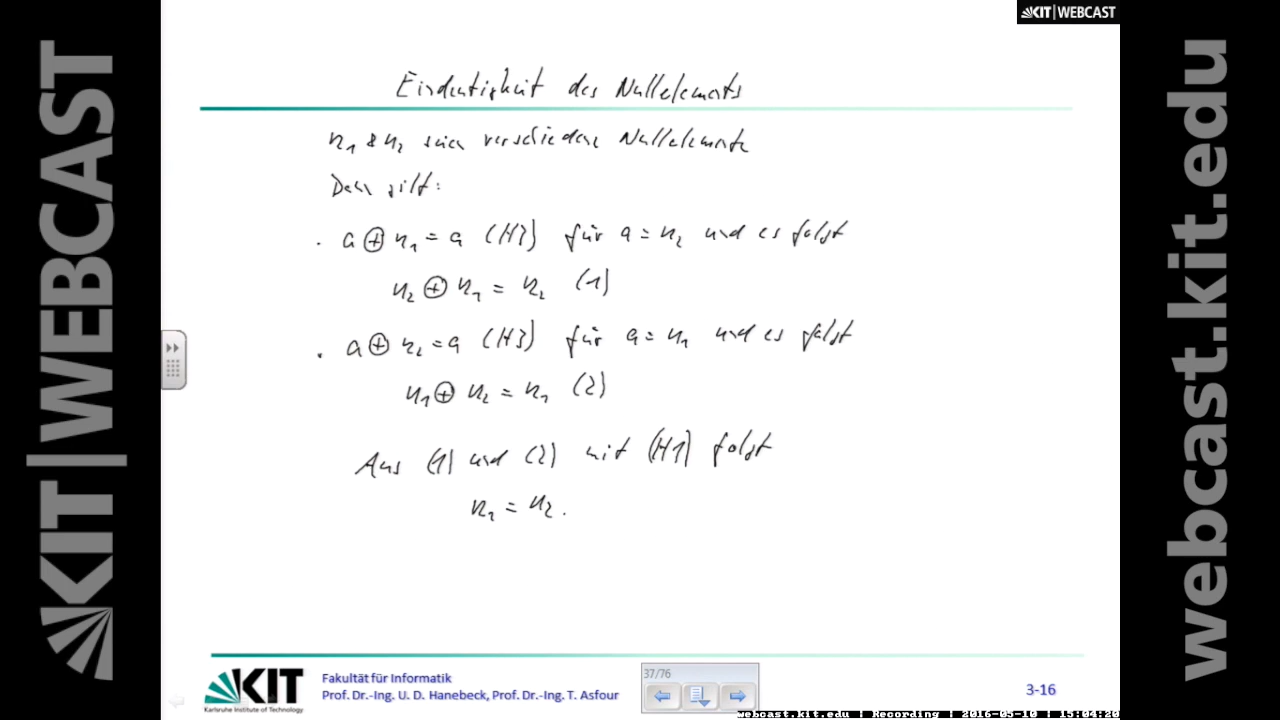 KIT|WEBCAST
KIT|WEBCAST
webcast.kit.edu
Eindeutigkeit des Nullelements
n₁ & n₂ seien verschiedene Nullelemente
Dann gilt:
· a ⊕ n₁ = a (H3) für a = n₂ und es folgt
n₂ ⊕ n₁ = n₂ (1)
· a ⊕ n₂ = a (H3) für a = n₁ und es folgt
n₁ ⊕ n₂ = n₁ (2)
Aus (1) und (2) mit (H1) folgt
n₁ = n₂.
KIT
Karlsruhe Institute of Technology
Fakultät für Informatik
Prof. Dr.-Ing. U. D. Hanebeck, Prof. Dr.-Ing. T. Asfour
37/76
3-16
webcast.kit.edu | Recording | 2016-05-10 | 15:04:20